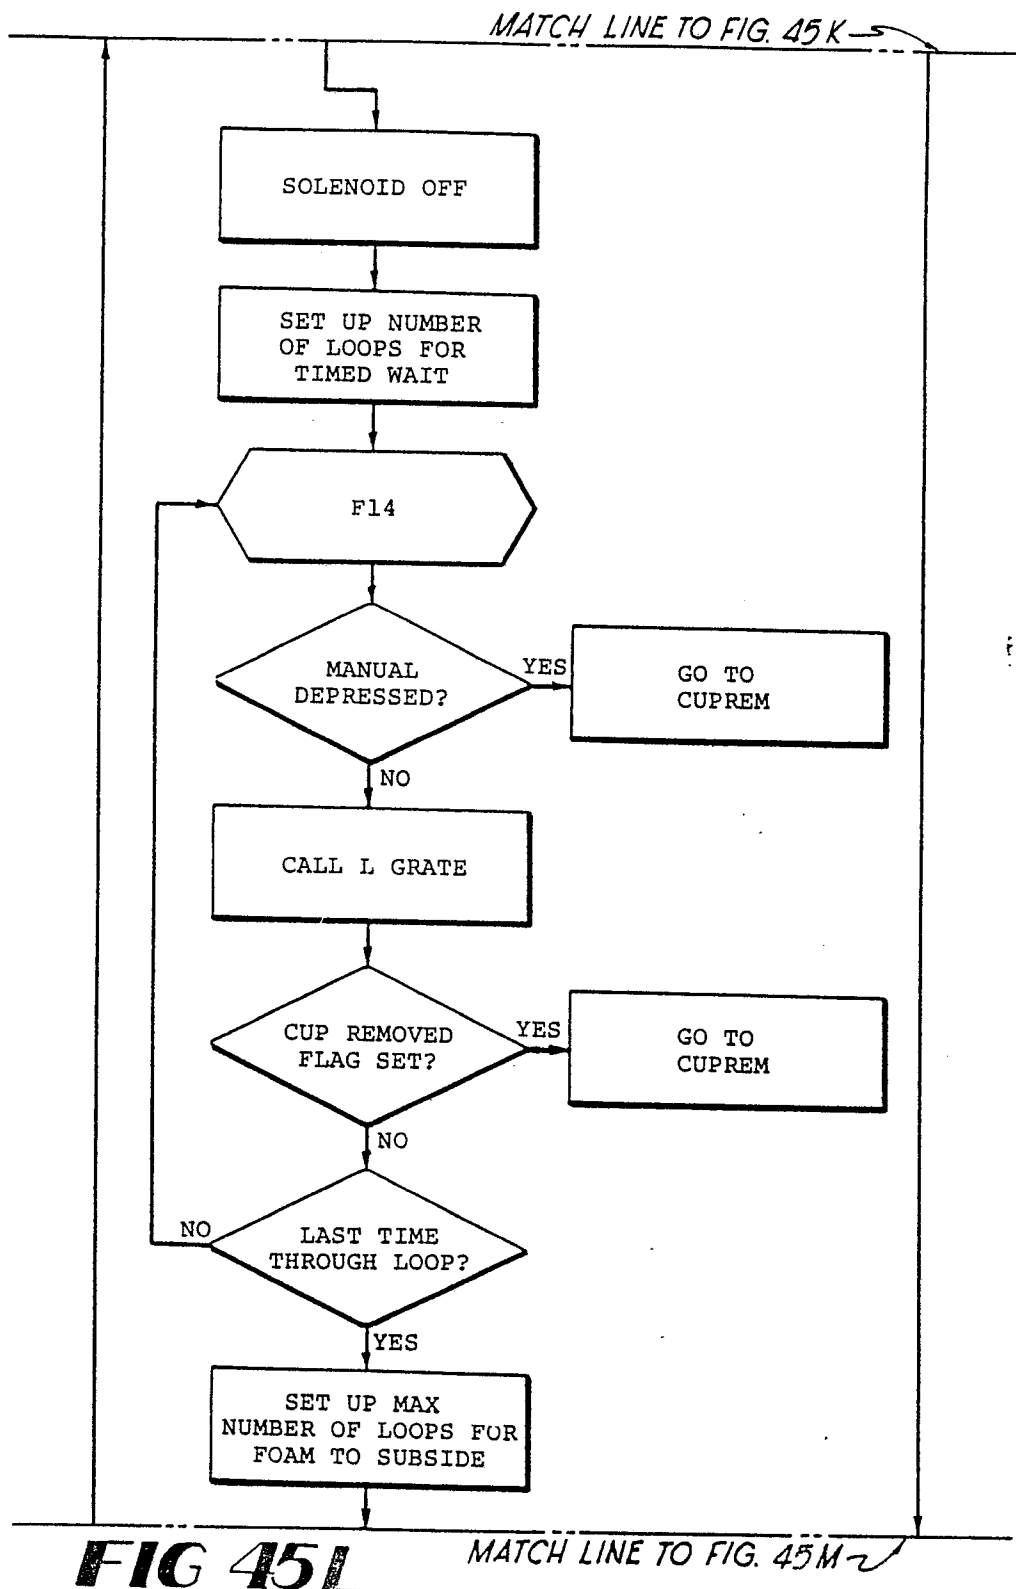 MATCH LINE TO FIG. 45K
SOLENOID OFF
SET UP NUMBER
OF LOOPS FOR
TIMED WAIT
F14
MANUAL
DEPRESSED?
YES
GO TO
CUPREM
NO
CALL L GRATE
CUP REMOVED
FLAG SET?
YES
GO TO
CUPREM
NO
NO
LAST TIME
THROUGH LOOP?
YES
SET UP MAX
NUMBER OF LOOPS FOR
FOAM TO SUBSIDE
FIG 45L
MATCH LINE TO FIG. 45M